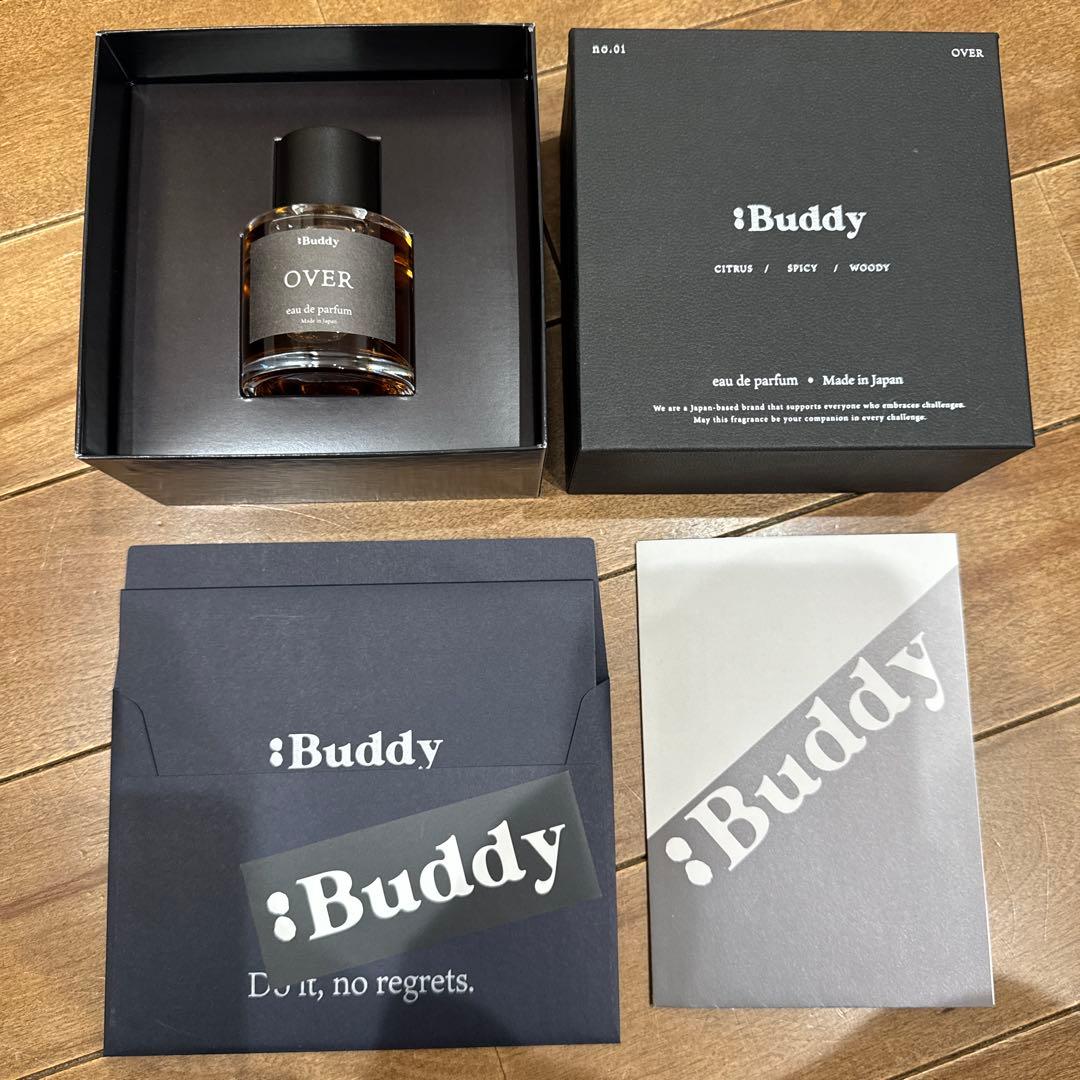 :Buddy
OVER
eau de parfum
Made in Japan
no.01
OVER
:Buddy
CITRUS / SPICY / WOODY
eau de parfum • Made in Japan
We are a Japan-based brand that supports everyone who embraces challenges.
May this fragrance be your companion in every challenge.
:Buddy
:Buddy
Do it, no regrets.
:Buddy